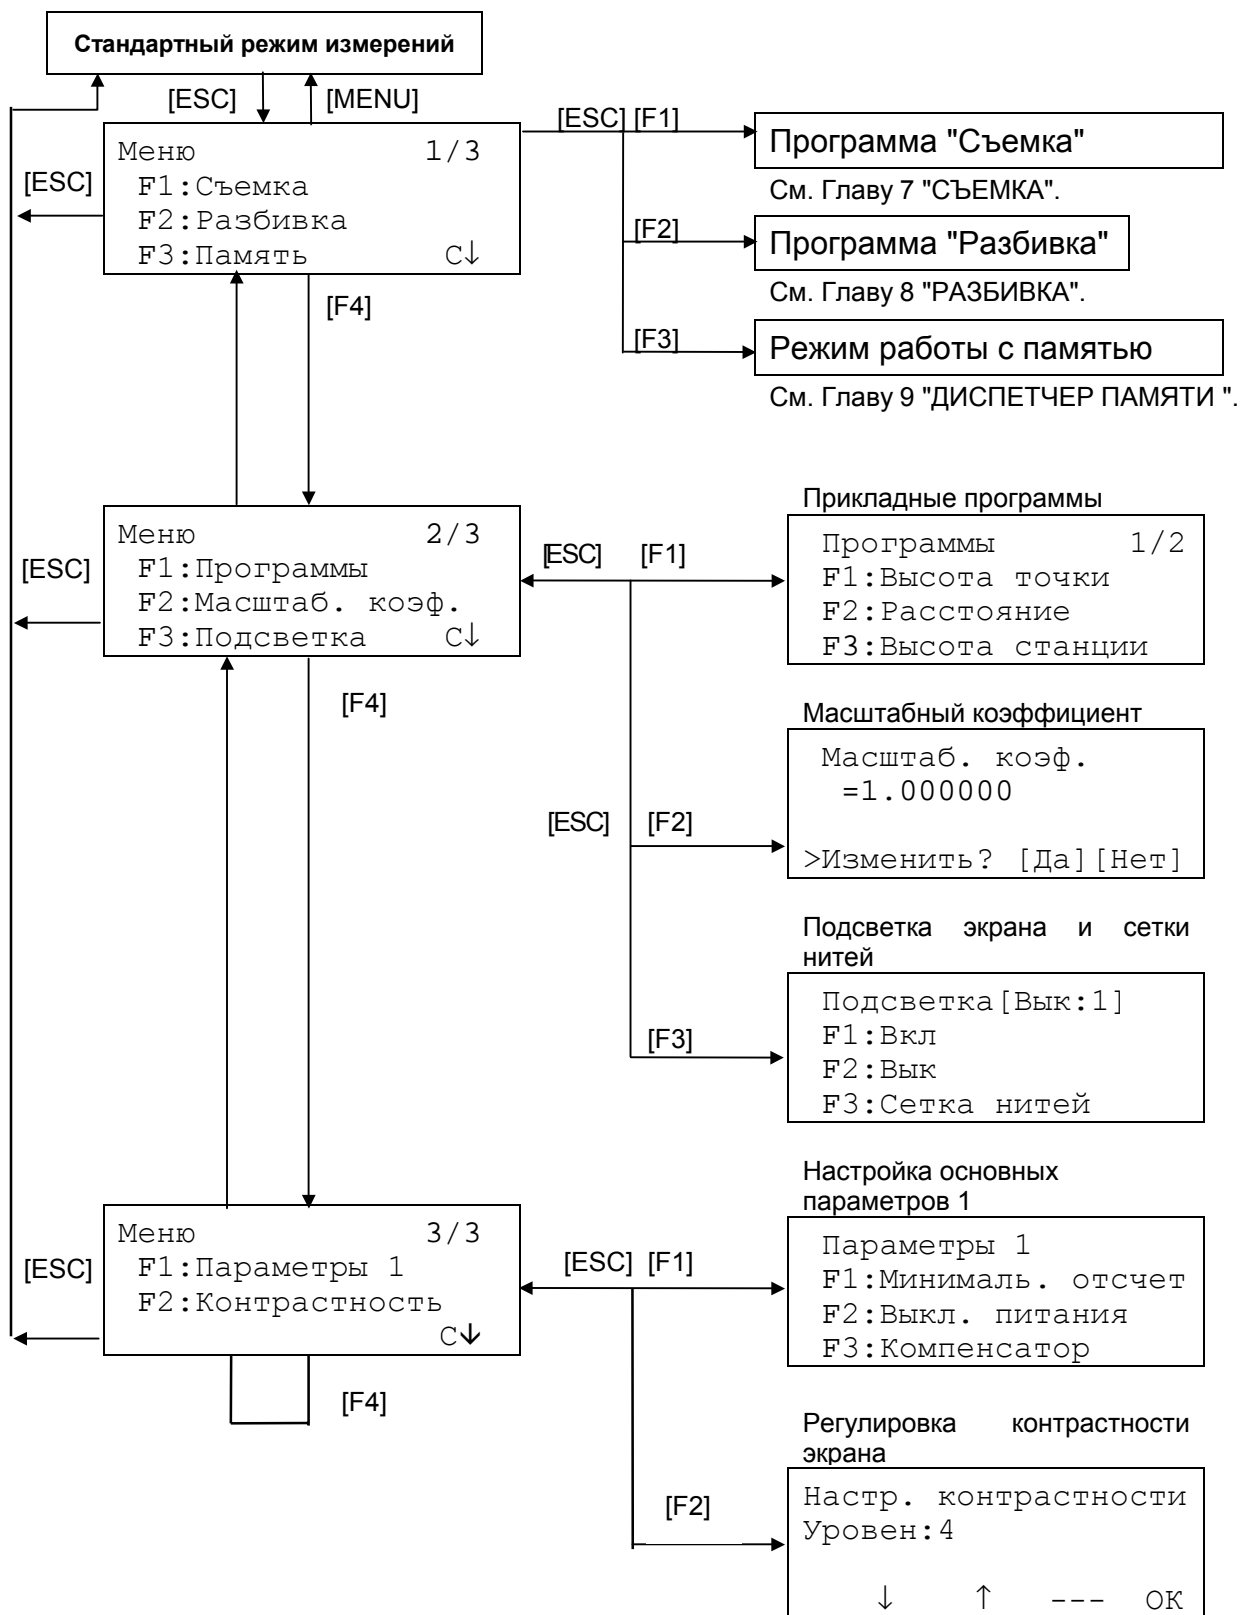 Стандартный режим измерений
[ESC] [MENU]
[ESC] [F1]
Меню 1/3
F1:Съемка
F2:Разбивка
F3:Память С↓
[ESC]
[F4]
Программа "Съемка"
См. Главу 7 "СЪЕМКА".
[F2]
Программа "Разбивка"
См. Главу 8 "РАЗБИВКА".
[F3]
Режим работы с памятью
См. Главу 9 "ДИСПЕТЧЕР ПАМЯТИ ".
Меню 2/3
F1:Программы
F2:Масштаб. коэф.
F3:Подсветка С↓
[ESC]
[F4]
[ESC] [F1]
Прикладные программы
Программы 1/2
F1:Высота точки
F2:Расстояние
F3:Высота станции
[ESC] [F2]
Масштабный коэффициент
Масштаб. коэф.
=1.000000
>Изменить? [Да][Нет]
[F3]
Подсветка экрана и сетки
нитей
Подсветка[Вык:1]
F1:Вкл
F2:Вык
F3:Сетка нитей
Меню 3/3
F1:Параметры 1
F2:Контрастность
С↓
[ESC]
[F4]
[ESC] [F1]
Настройка основных
параметров 1
Параметры 1
F1:Минималь. отсчет
F2:Выкл. питания
F3:Компенсатор
[F2]
Регулировка контрастности
экрана
Настр. контрастности
Уровен:4
↓ ↑ --- ОК